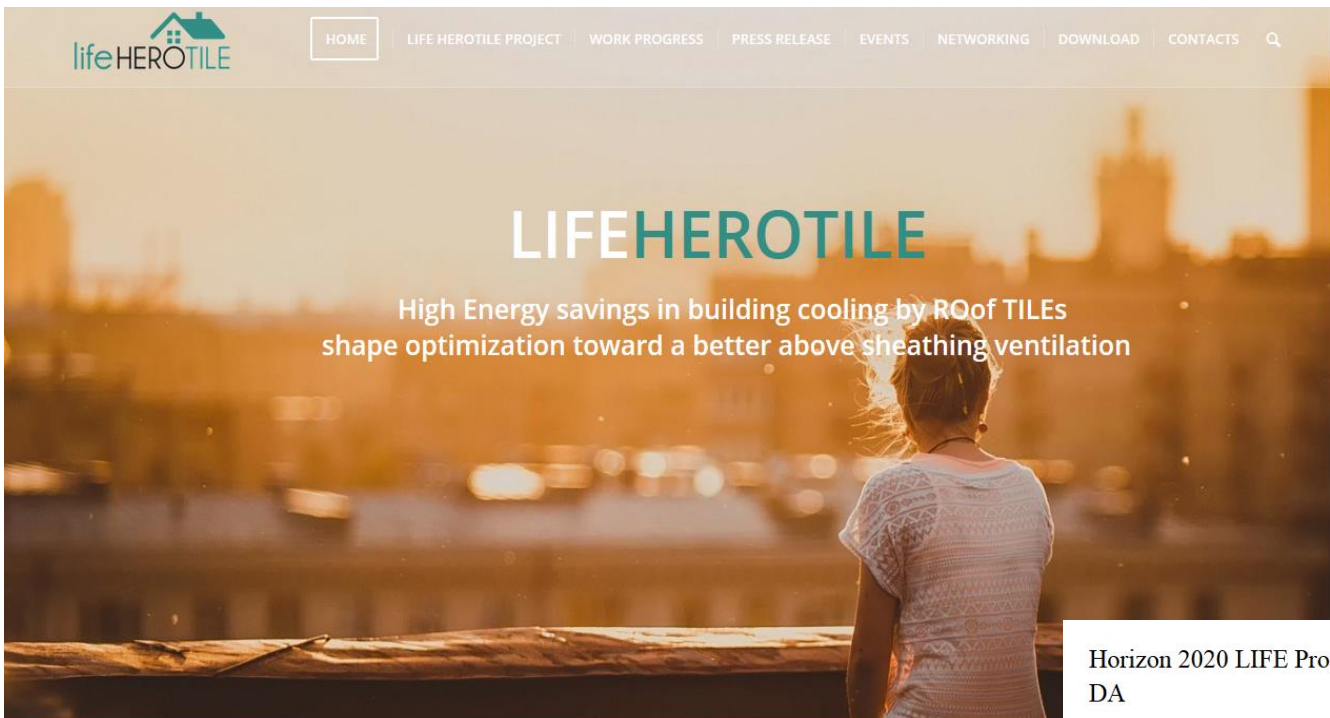 lifeHEROTILE
HOME LIFE HEROTILE PROJECT WORK PROGRESS PRESS RELEASE EVENTS NETWORKING DOWNLOAD CONTACTS
LIFEHEROTILE
High Energy savings in building cooling by ROof TILEs
shape optimization toward a better above sheathing ventilation
Horizon 2020 LIFE Pro
DA